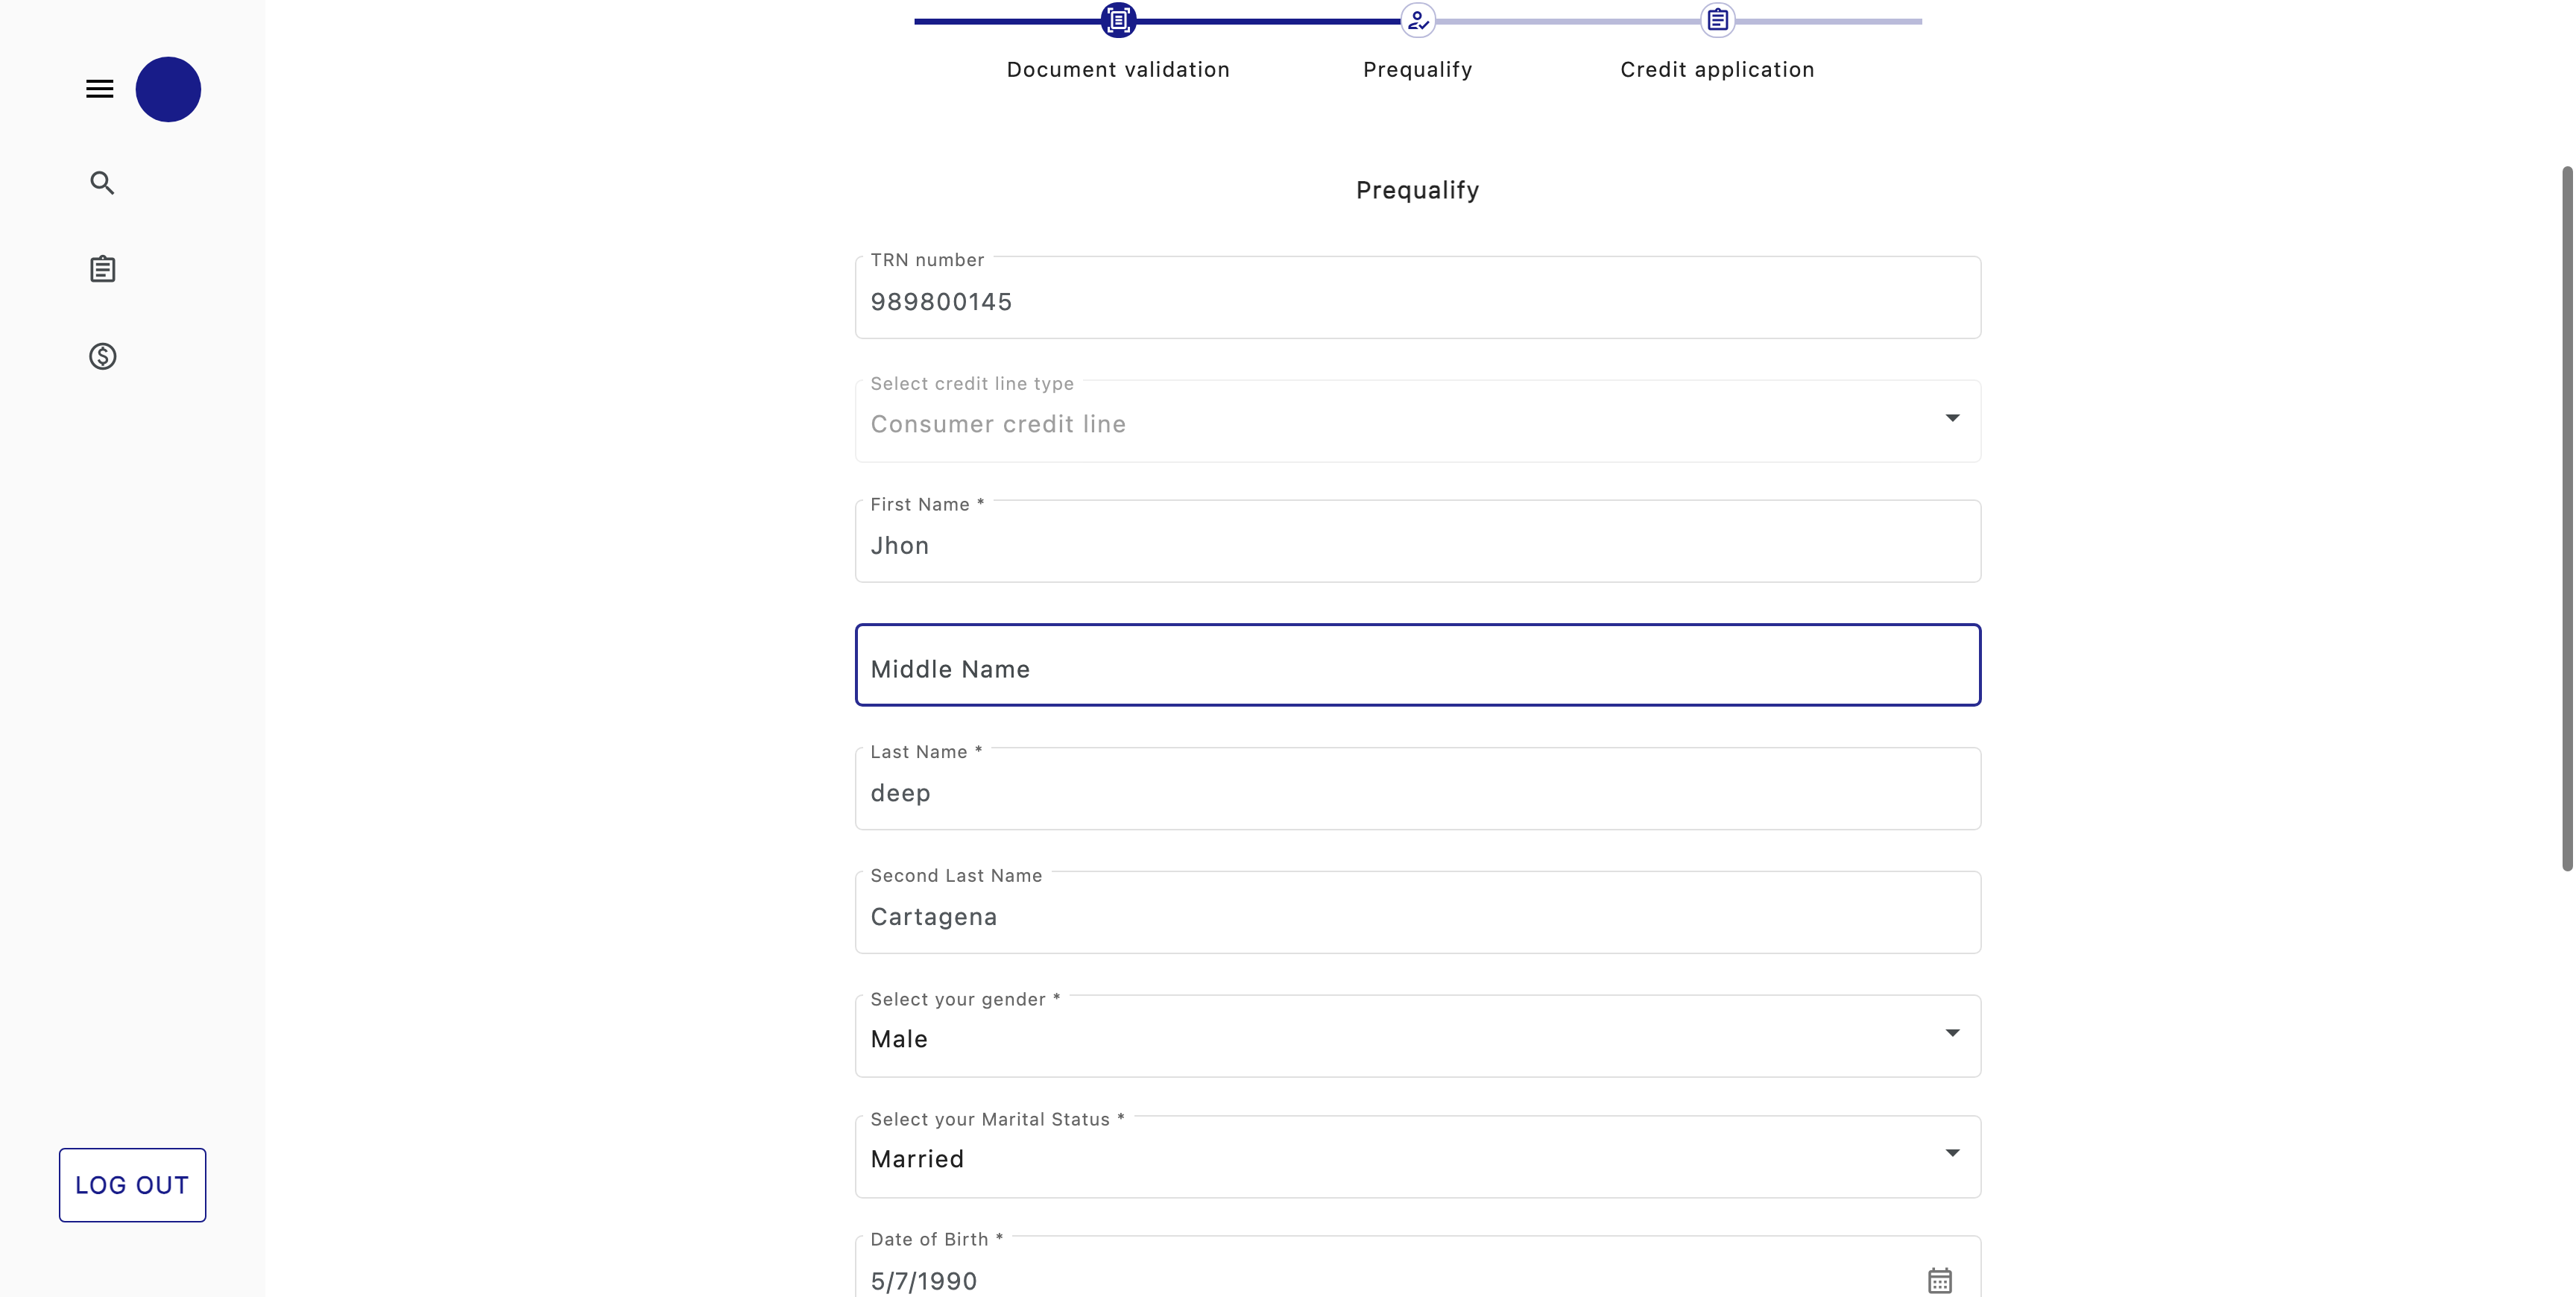 Document validation
Prequalify
Credit application
Prequalify
TRN number
989800145
Select credit line type
Consumer credit line
First Name *
Jhon
Middle Name
Last Name *
deep
Second Last Name
Cartagena
Select your gender *
Male
Select your Marital Status *
Married
Date of Birth *
5/7/1990
LOG OUT